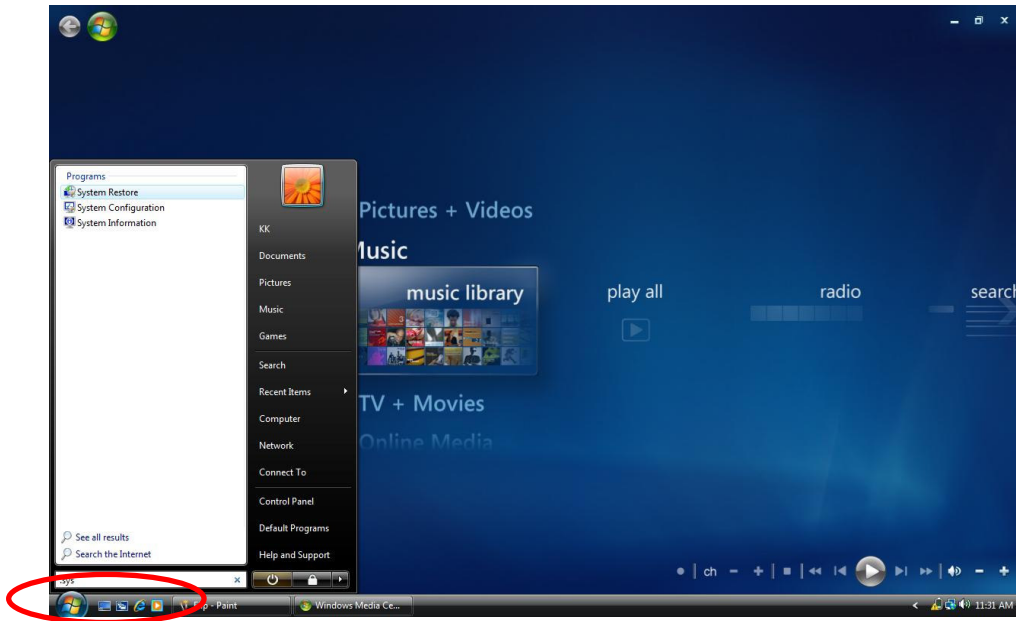 Programs
System Restore
System Configuration
System Information
See all results
Search the Internet
.sys
KK
Documents
Pictures
Music
Games
Search
Recent Items
Computer
Network
Connect To
Control Panel
Default Programs
Help and Support
Pictures + Videos
Music
music library
play all
radio
search
TV + Movies
Online Media
ch
- Paint
Windows Media Ce...
11:31 AM